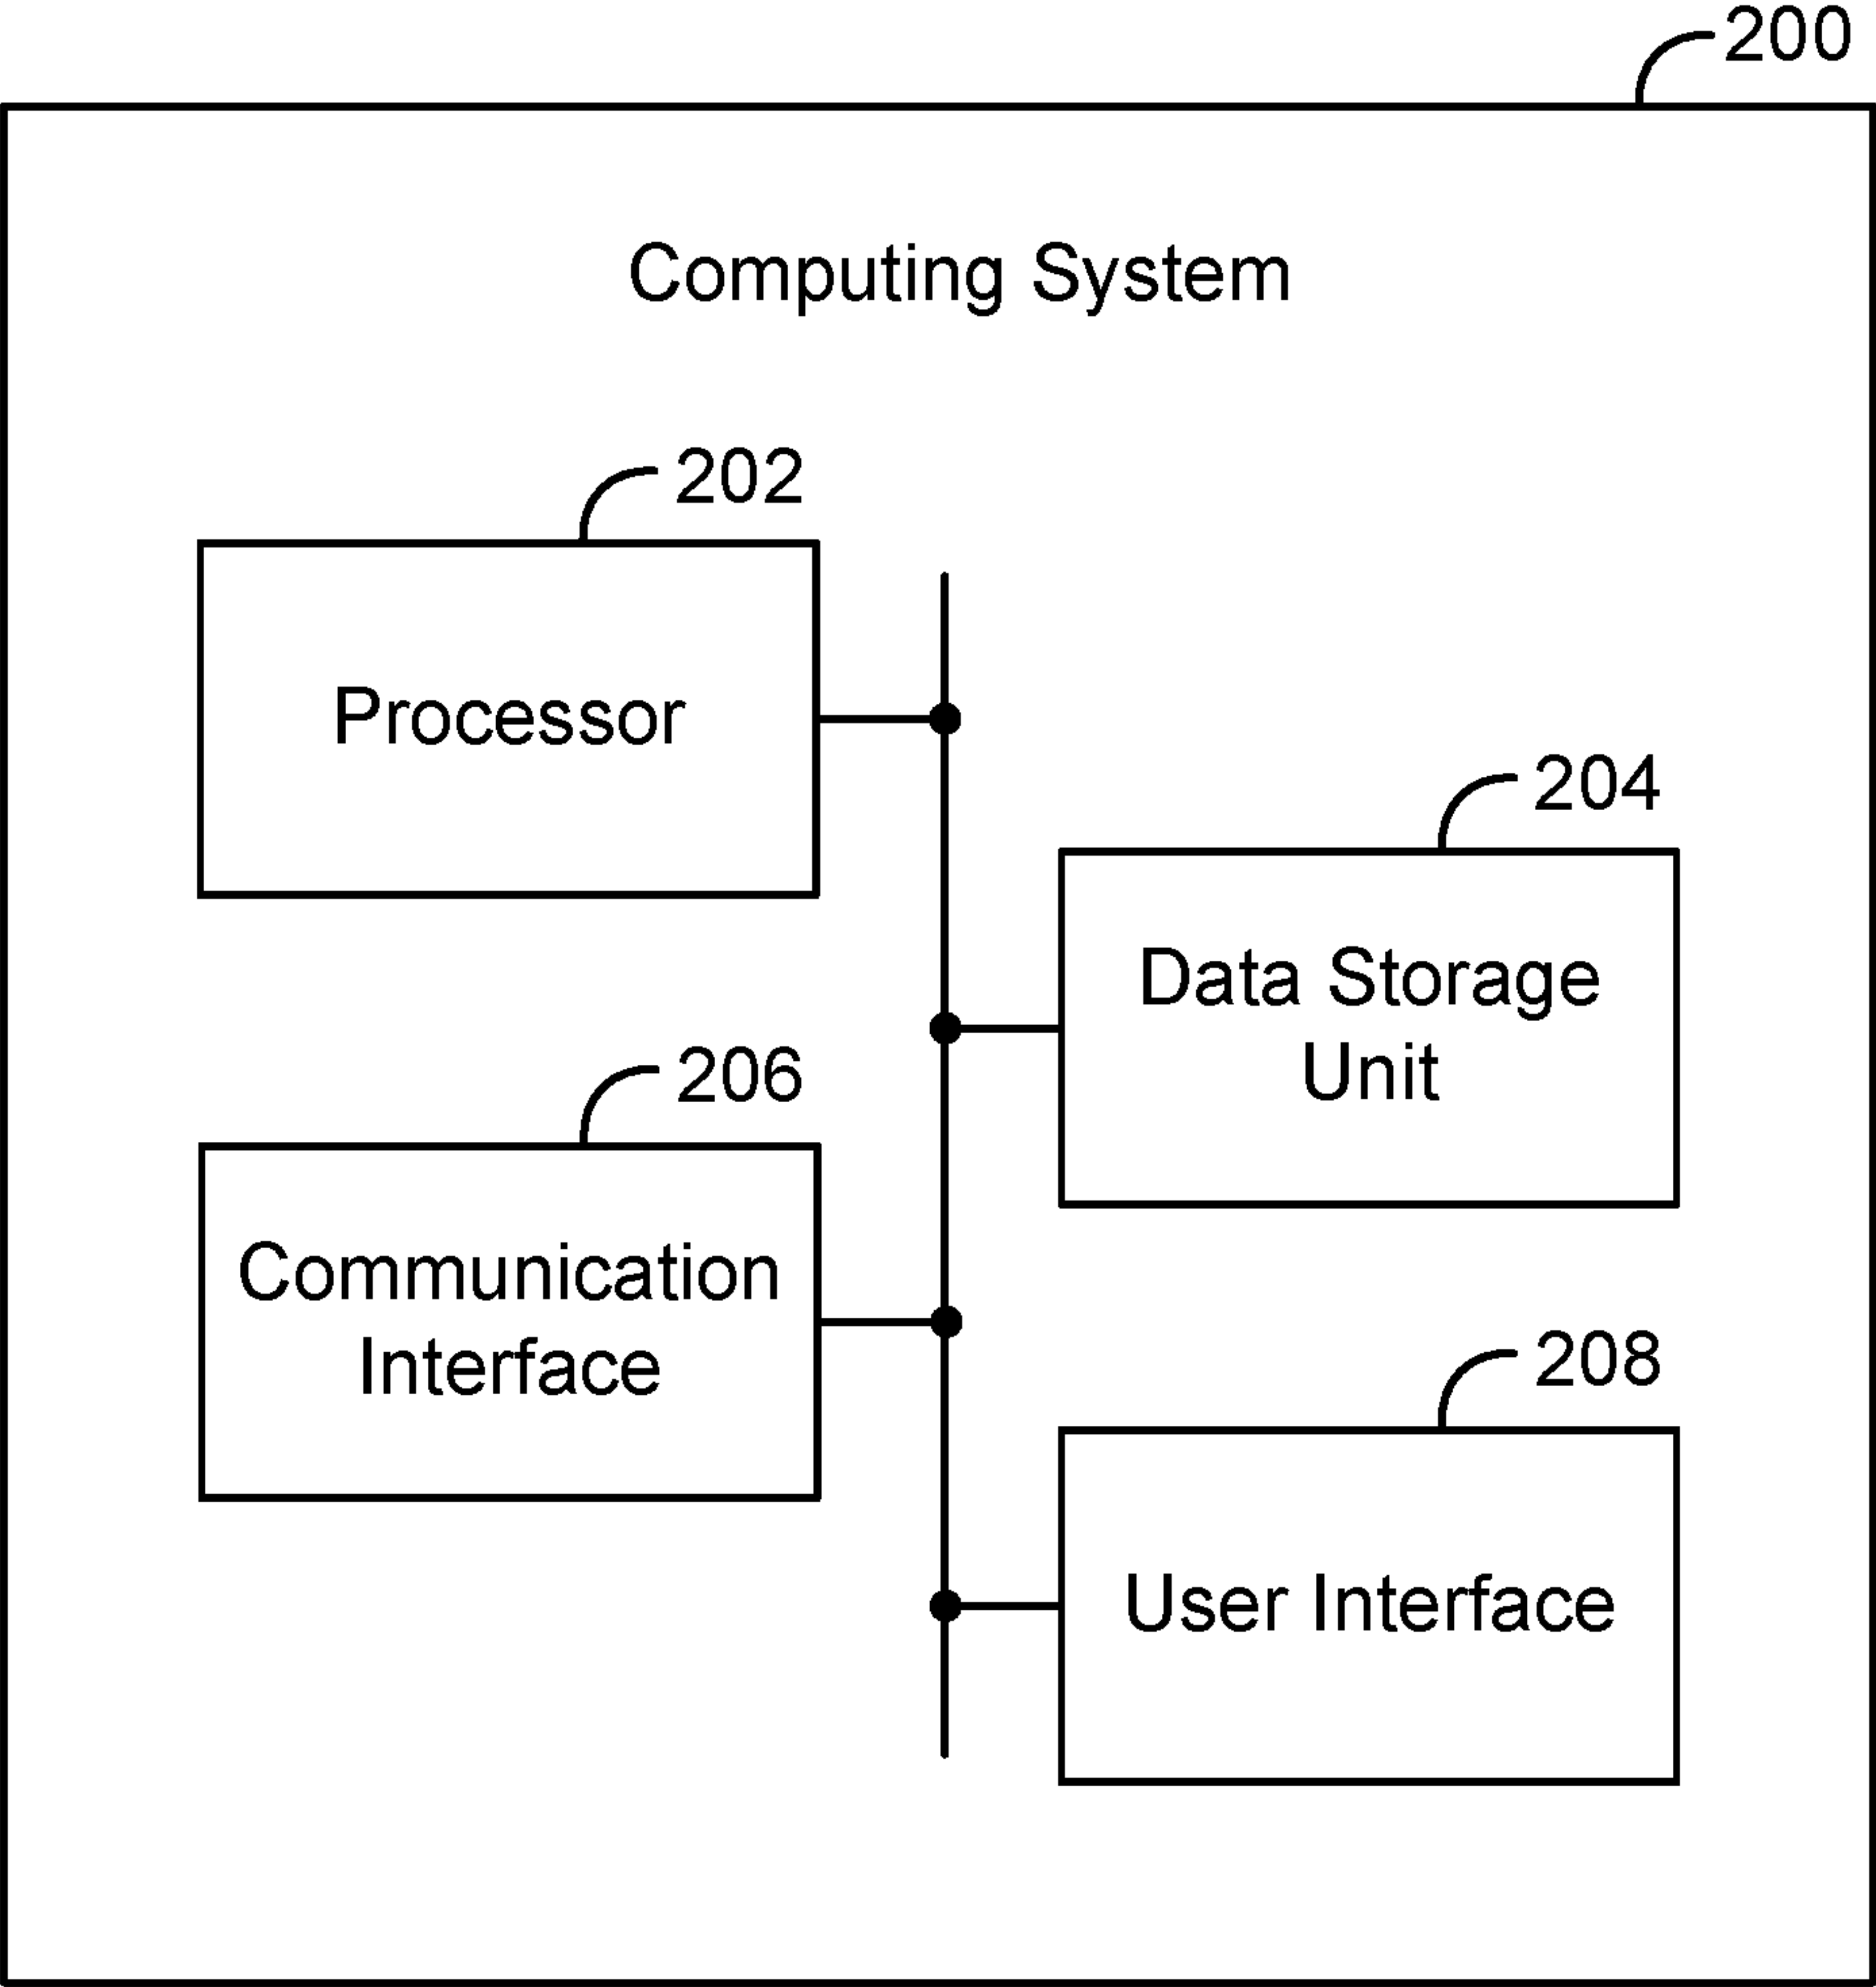 200
Computing System
202
Processor
204
Data Storage
Unit
206
Communication
Interface
208
User Interface